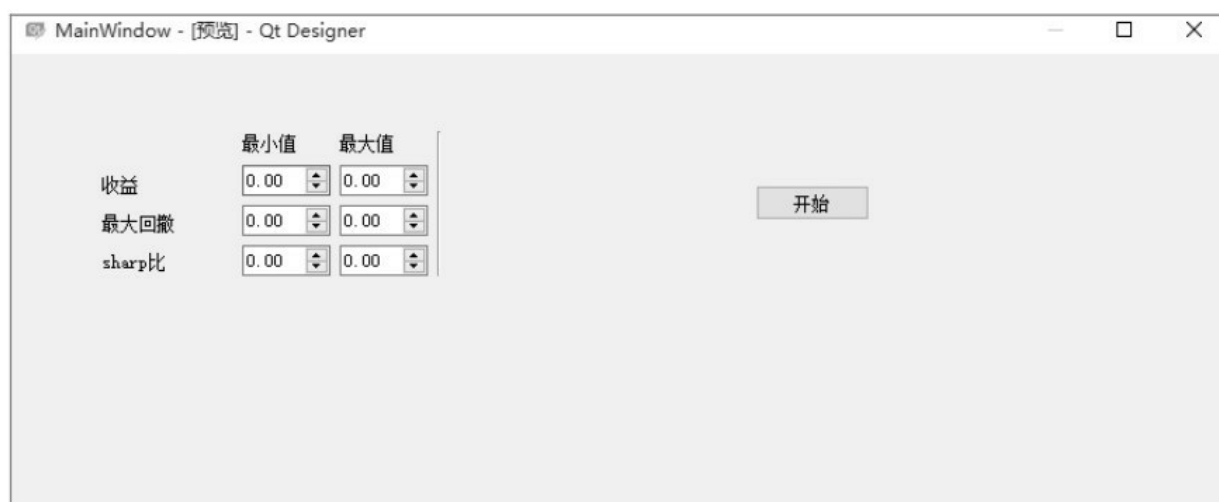 MainWindow - [预览] - Qt Designer
最小值 最大值
收益 0.00 0.00
开始
最大回撤 0.00 0.00
sharp比 0.00 0.00